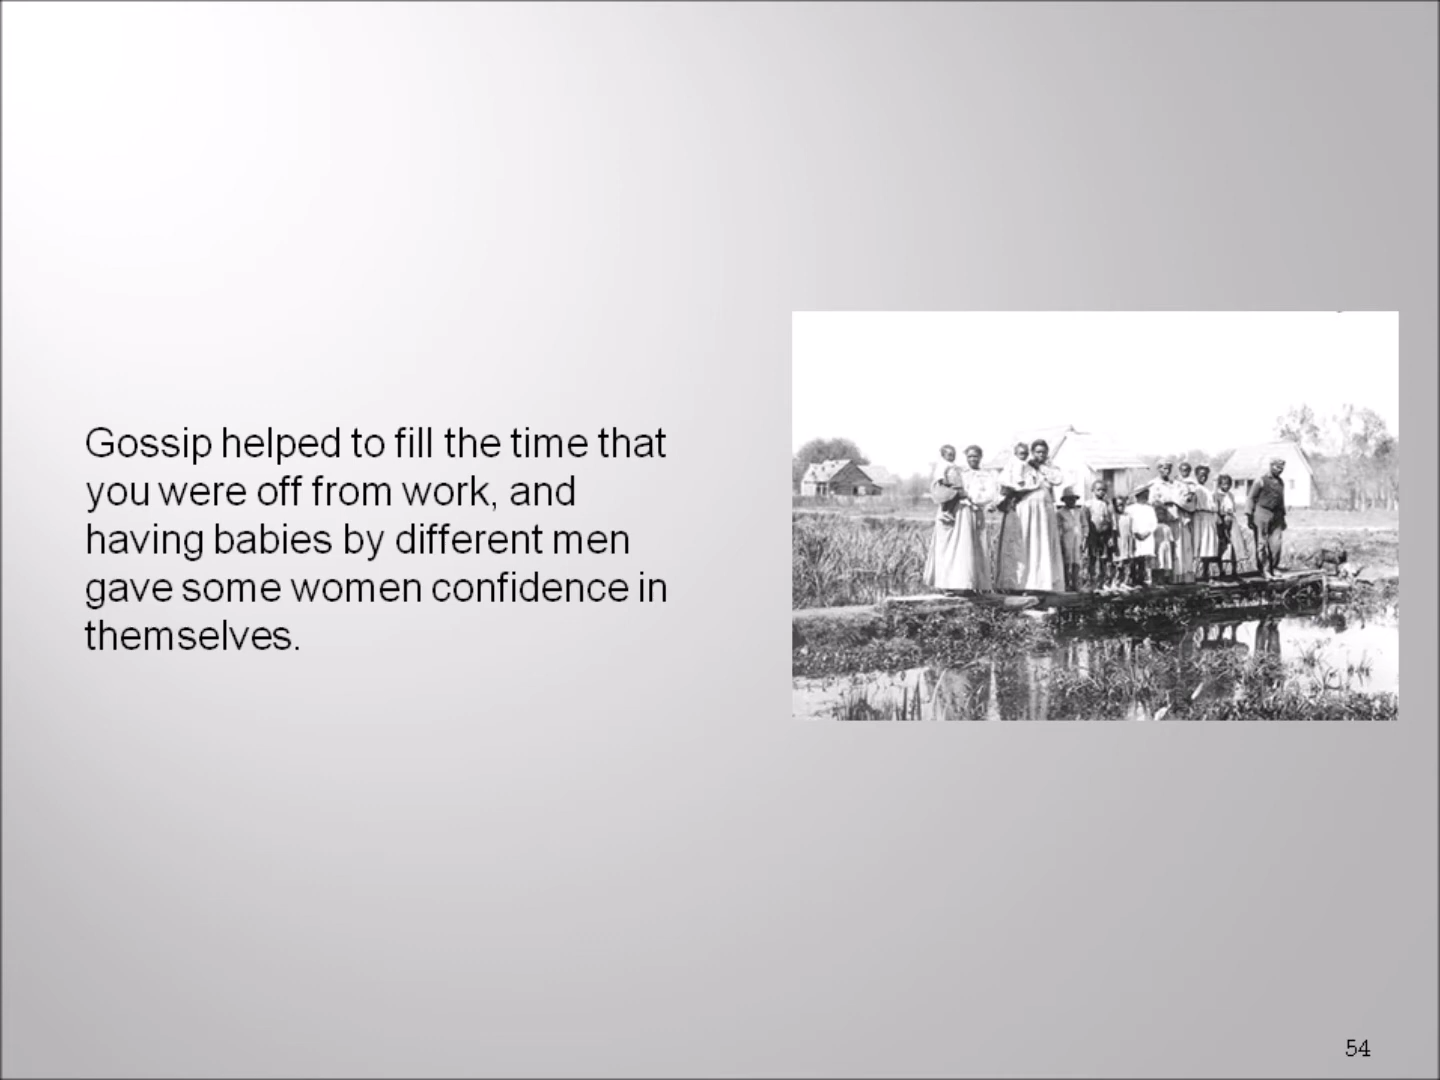 Gossip helped to fill the time that
you were off from work, and
having babies by different men
gave some women confidence in
themselves.
54